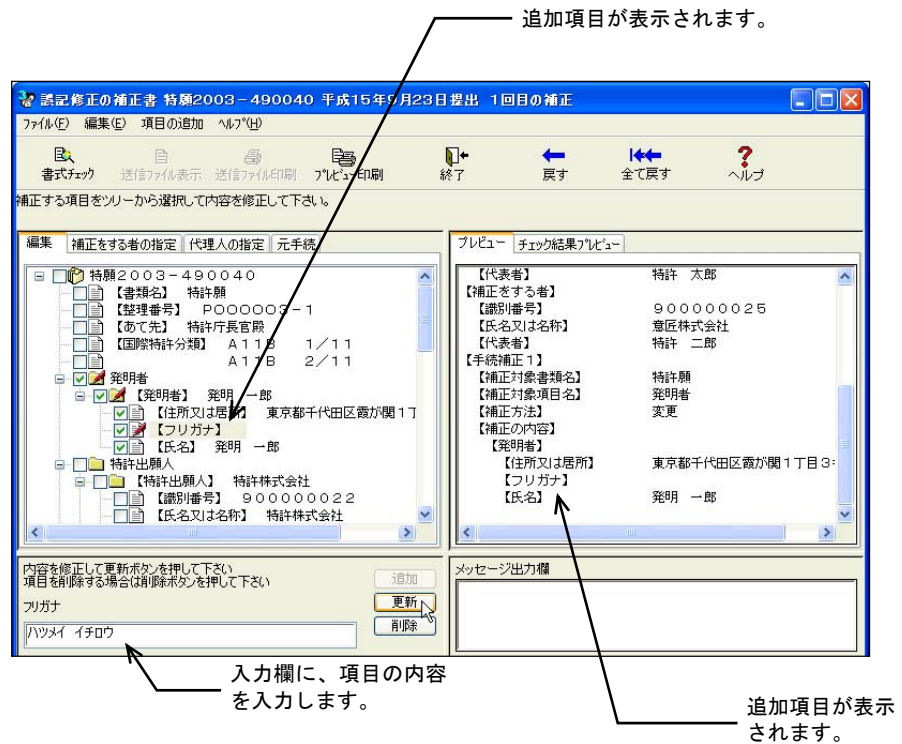 追加項目が表示されます。
誤記修正の補正書 特願2003-490040 平成15年9月23日提出 1回目の補正
ファイル(F) 編集(E) 項目の追加 ヘルプ(H)
書式チェック 送信ファイル表示 送信ファイル印刷 プレビュー印刷 終了 戻す 全て戻す ヘルプ
補正する項目をツリーから選択して内容を修正して下さい。
編集 補正をする者の指定 代理人の指定 元手続
特願2003-490040
【書類名】 特許願
【整理番号】 P000003-1
【あて先】 特許庁長官殿
【国際特許分類】 A11B 1/11
A11B 2/11
発明者
【発明者】 発明 一郎
【住所又は居所】 東京都千代田区霞が関1丁
【フリガナ】
【氏名】 発明 一郎
特許出願人
【特許出願人】 特許株式会社
【識別番号】 900000022
【氏名又は名称】 特許株式会社
プレビュー チェック結果プレビュー
【代表者】 特許 太郎
【補正をする者】
【識別番号】 900000025
【氏名又は名称】 意匠株式会社
【代表者】 特許 二郎
【手続補正1】
【補正対象書類名】 特許願
【補正対象項目名】 発明者
【補正方法】 変更
【補正の内容】
【発明者】
【住所又は居所】 東京都千代田区霞が関1丁目3
【フリガナ】
【氏名】 発明 一郎
内容を修正して更新ボタンを押して下さい
項目を削除する場合は削除ボタンを押して下さい
追加
フリガナ
更新
ハツメイ イチロウ
削除
メッセージ出力欄
入力欄に、項目の内容
を入力します。
追加項目が表示
されます。